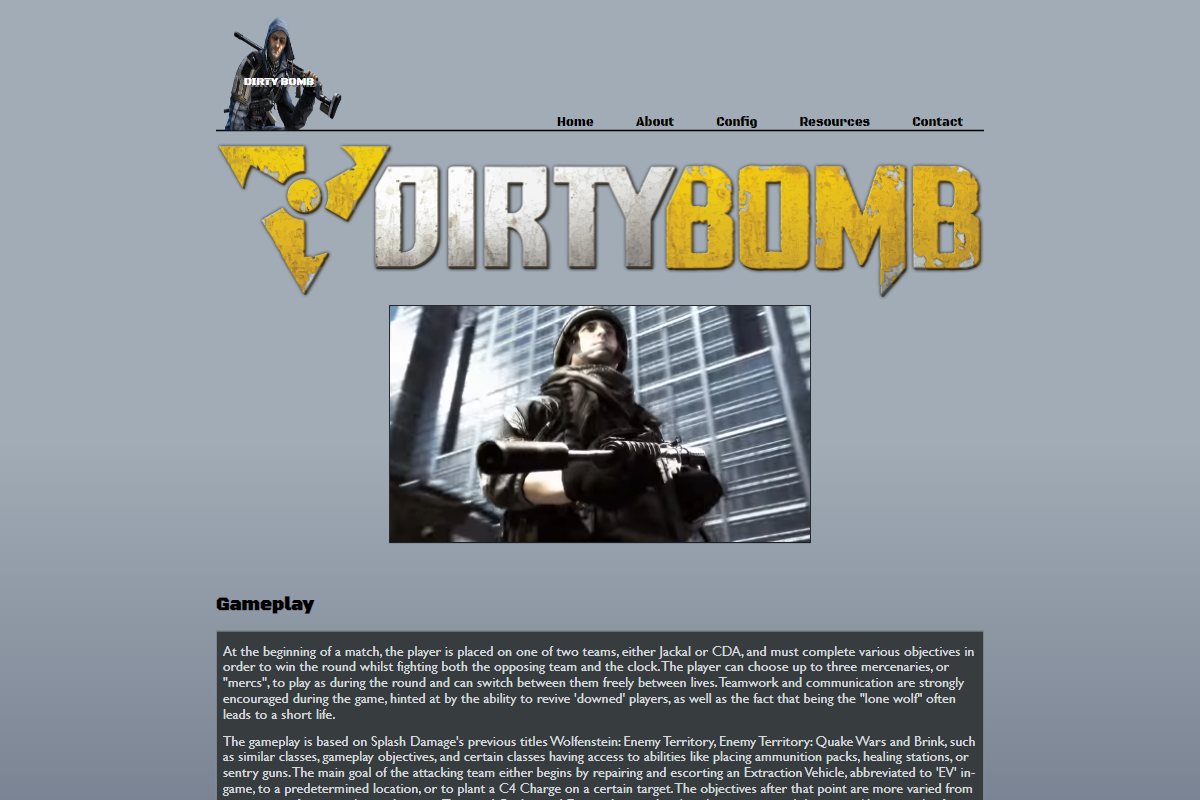 DIRTY BOMB
Home About Config Resources Contact
DIRTYBOMB
Gameplay
At the beginning of a match, the player is placed on one of two teams, either Jackal or CDA, and must complete various objectives in
order to win the round whilst fighting both the opposing team and the clock. The player can choose up to three mercenaries, or
"mercs", to play as during the round and can switch between them freely between lives. Teamwork and communication are strongly
encouraged during the game, hinted at by the ability to revive 'downed' players, as well as the fact that being the "lone wolf" often
leads to a short life.
The gameplay is based on Splash Damage's previous titles Wolfenstein: Enemy Territory, Enemy Territory: Quake Wars and Brink, such
as similar classes, gameplay objectives, and certain classes having access to abilities like placing ammunition packs, healing stations, or
sentry guns. The main goal of the attacking team either begins by repairing and escorting an Extraction Vehicle, abbreviated to 'EV' in-
game, to a predetermined location, or to plant a C4 Charge on a certain target. The objectives after that point are more varied from